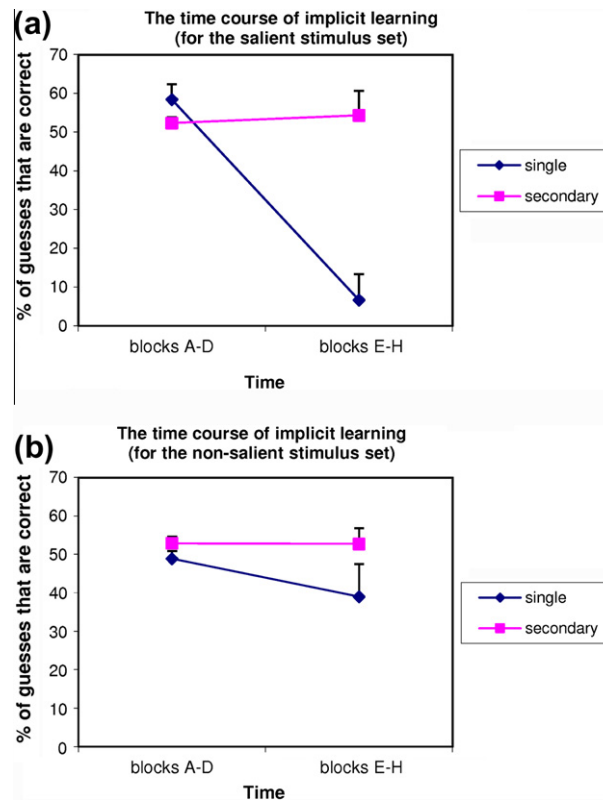 (a)
The time course of implicit learning
(for the salient stimulus set)
% of guesses that are correct
70
60
50
40
30
20
10
0
blocks A-D
blocks E-H
Time
single
secondary
(b)
The time course of implicit learning
(for the non-salient stimulus set)
% of guesses that are correct
70
60
50
40
30
20
10
0
blocks A-D
blocks E-H
Time
single
secondary